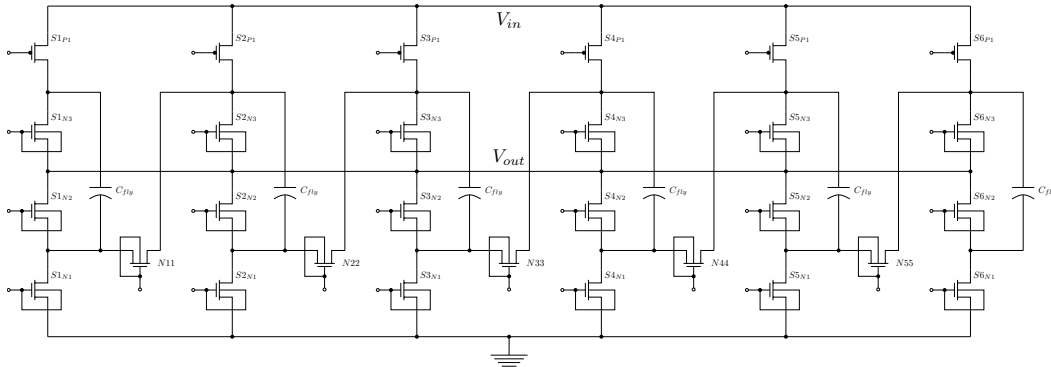 V_in
S1_P1 S2_P1 S3_P1 S4_P1 S5_P1 S6_P1
S1_N3 S2_N3 S3_N3 S4_N3 S5_N3 S6_N3
V_out
C_fly C_fly C_fly C_fly C_fly C_fl
S1_N2 S2_N2 S3_N2 S4_N2 S5_N2 S6_N2
N11 N22 N33 N44 N55
S1_N1 S2_N1 S3_N1 S4_N1 S5_N1 S6_N1